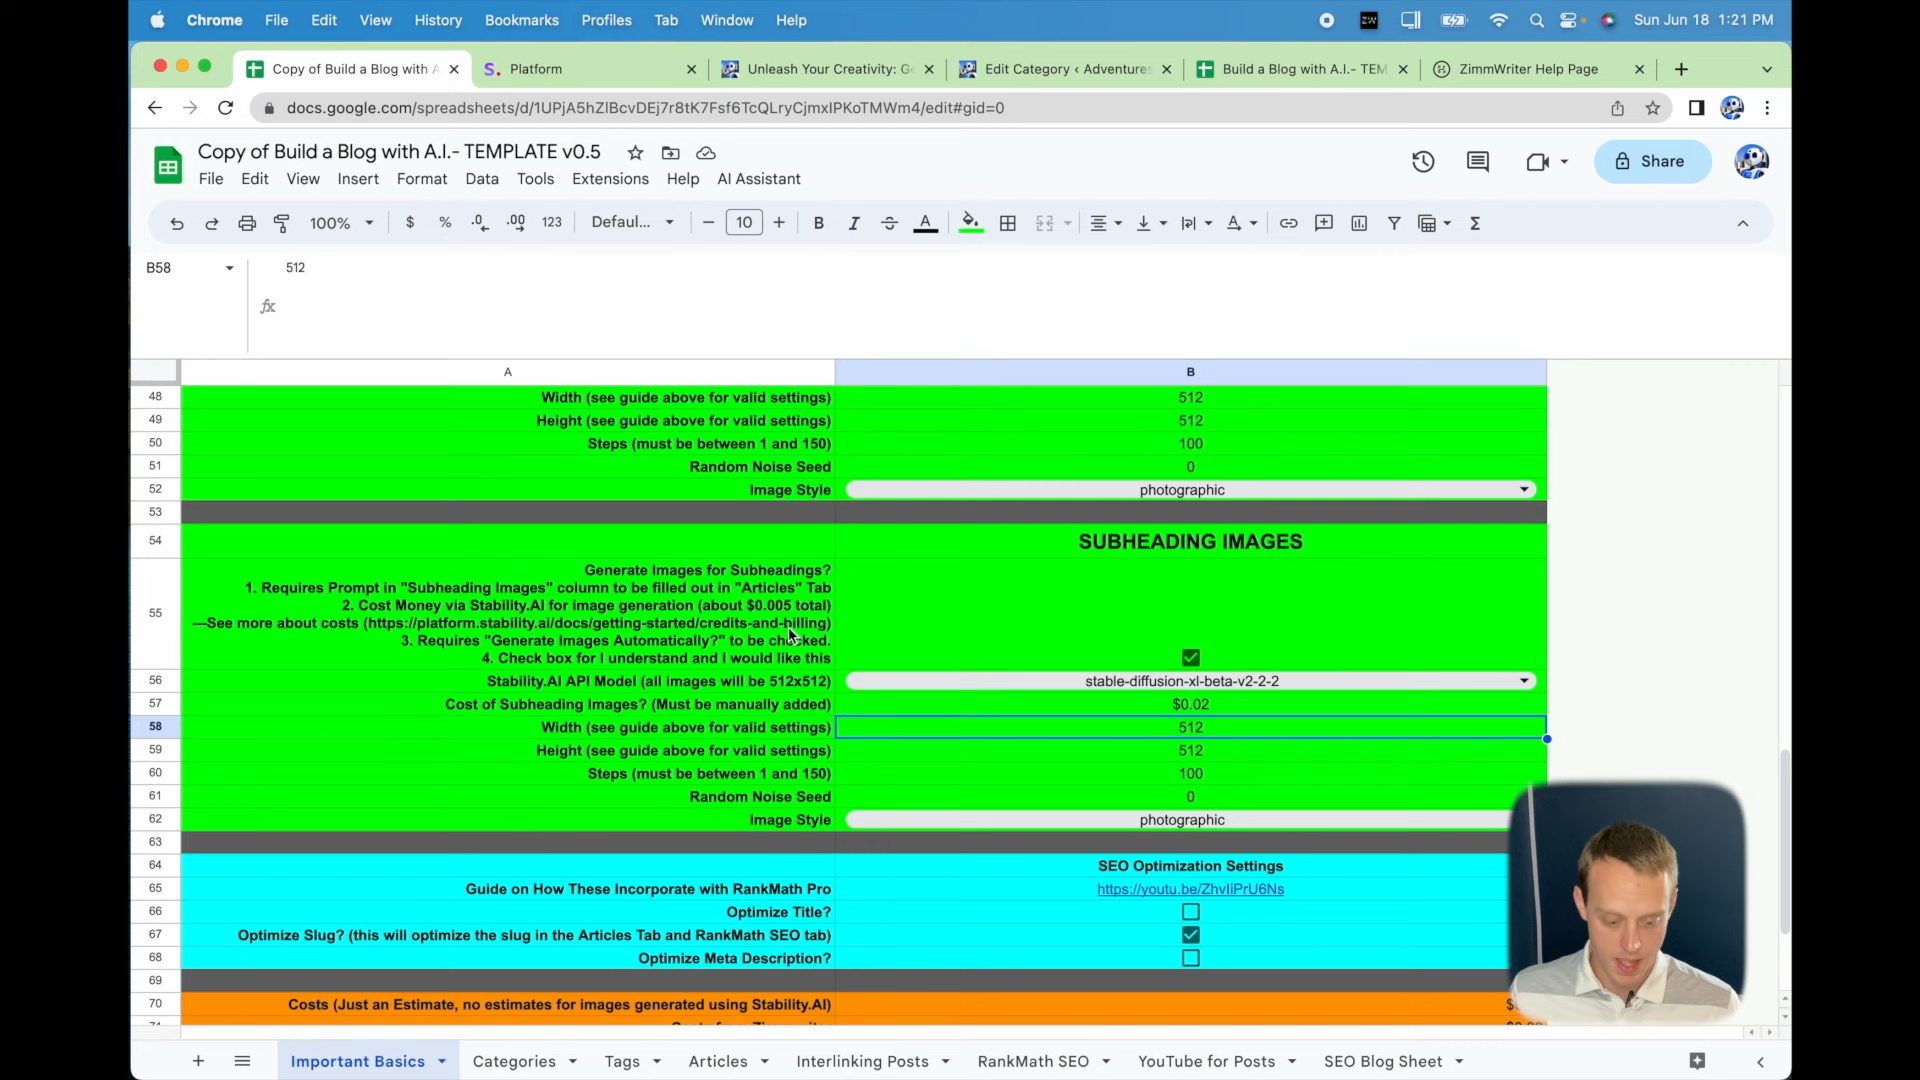 Chrome File Edit View History Bookmarks Profiles Tab Window Help ZW Sun Jun 18 1:21 PM
Copy of Build a Blog with A S. Platform Unleash Your Creativity: Ge Edit Category ‹ Adventures Build a Blog with A.I.- TEM ZimmWriter Help Page
docs.google.com/spreadsheets/d/1UPjA5hZlBcvDEj7r8tK7Fsf6TcQLryCjmxIPKoTMWm4/edit#gid=0
Copy of Build a Blog with A.I.- TEMPLATE v0.5
Share
File Edit View Insert Format Data Tools Extensions Help AI Assistant
100% $ % .0 .00 123 Defaul... 10 B I A
B58 512
fx
A B
48 Width (see guide above for valid settings) 512
49 Height (see guide above for valid settings) 512
50 Steps (must be between 1 and 150) 100
51 Random Noise Seed 0
52 Image Style photographic
53
54 SUBHEADING IMAGES
Generate Images for Subheadings?
1. Requires Prompt in "Subheading Images" column to be filled out in "Articles" Tab
2. Cost Money via Stability.AI for image generation (about $0.005 total)
55 ---See more about costs (https://platform.stability.ai/docs/getting-started/credits-and-billing)
3. Requires "Generate Images Automatically?" to be checked.
4. Check box for I understand and I would like this
56 Stability.AI API Model (all images will be 512x512) stable-diffusion-xl-beta-v2-2-2
57 Cost of Subheading Images? (Must be manually added) $0.02
58 Width (see guide above for valid settings) 512
59 Height (see guide above for valid settings) 512
60 Steps (must be between 1 and 150) 100
61 Random Noise Seed 0
62 Image Style photographic
63
64 SEO Optimization Settings
65 Guide on How These Incorporate with RankMath Pro https://youtu.be/ZhvIiPrU6Ns
66 Optimize Title?
67 Optimize Slug? (this will optimize the slug in the Articles Tab and RankMath SEO tab)
68 Optimize Meta Description?
69
70 Costs (Just an Estimate, no estimates for images generated using Stability.AI)
Important Basics Categories Tags Articles Interlinking Posts RankMath SEO YouTube for Posts SEO Blog Sheet